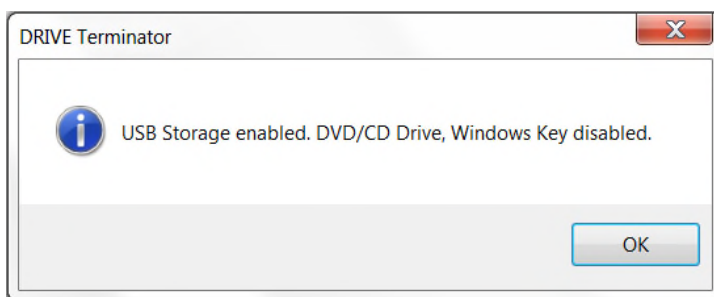 DRIVE Terminator
USB Storage enabled. DVD/CD Drive, Windows Key disabled.
OK